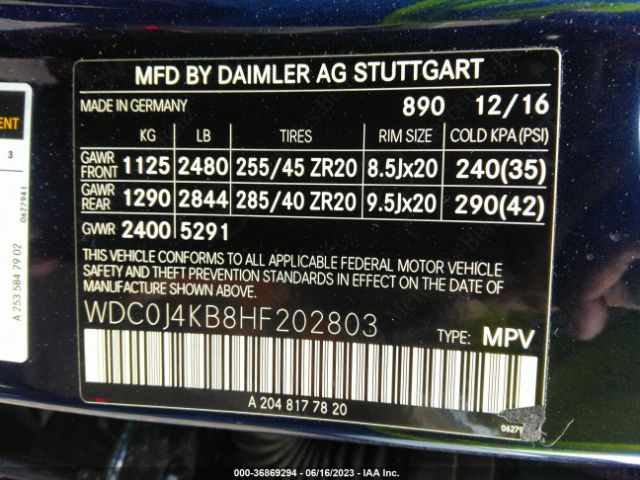 MFD BY DAIMLER AG STUTTGART
MADE IN GERMANY 890 12/16
KG LB TIRES RIM SIZE COLD KPA (PSI)
GAWR FRONT 1125 2480 255/45 ZR20 8.5Jx20 240(35)
GAWR REAR 1290 2844 285/40 ZR20 9.5Jx20 290(42)
GVWR 2400 5291
THIS VEHICLE CONFORMS TO ALL APPLICABLE FEDERAL MOTOR VEHICLE
SAFETY AND THEFT PREVENTION STANDARDS IN EFFECT ON THE DATE OF
MANUFACTURE SHOWN ABOVE.
WDC0J4KB8HF202803 TYPE: MPV
A 204 817 78 20
3
0677941
A 253 584 79 02
000-36869294 - 06/16/2023 - IAA Inc.